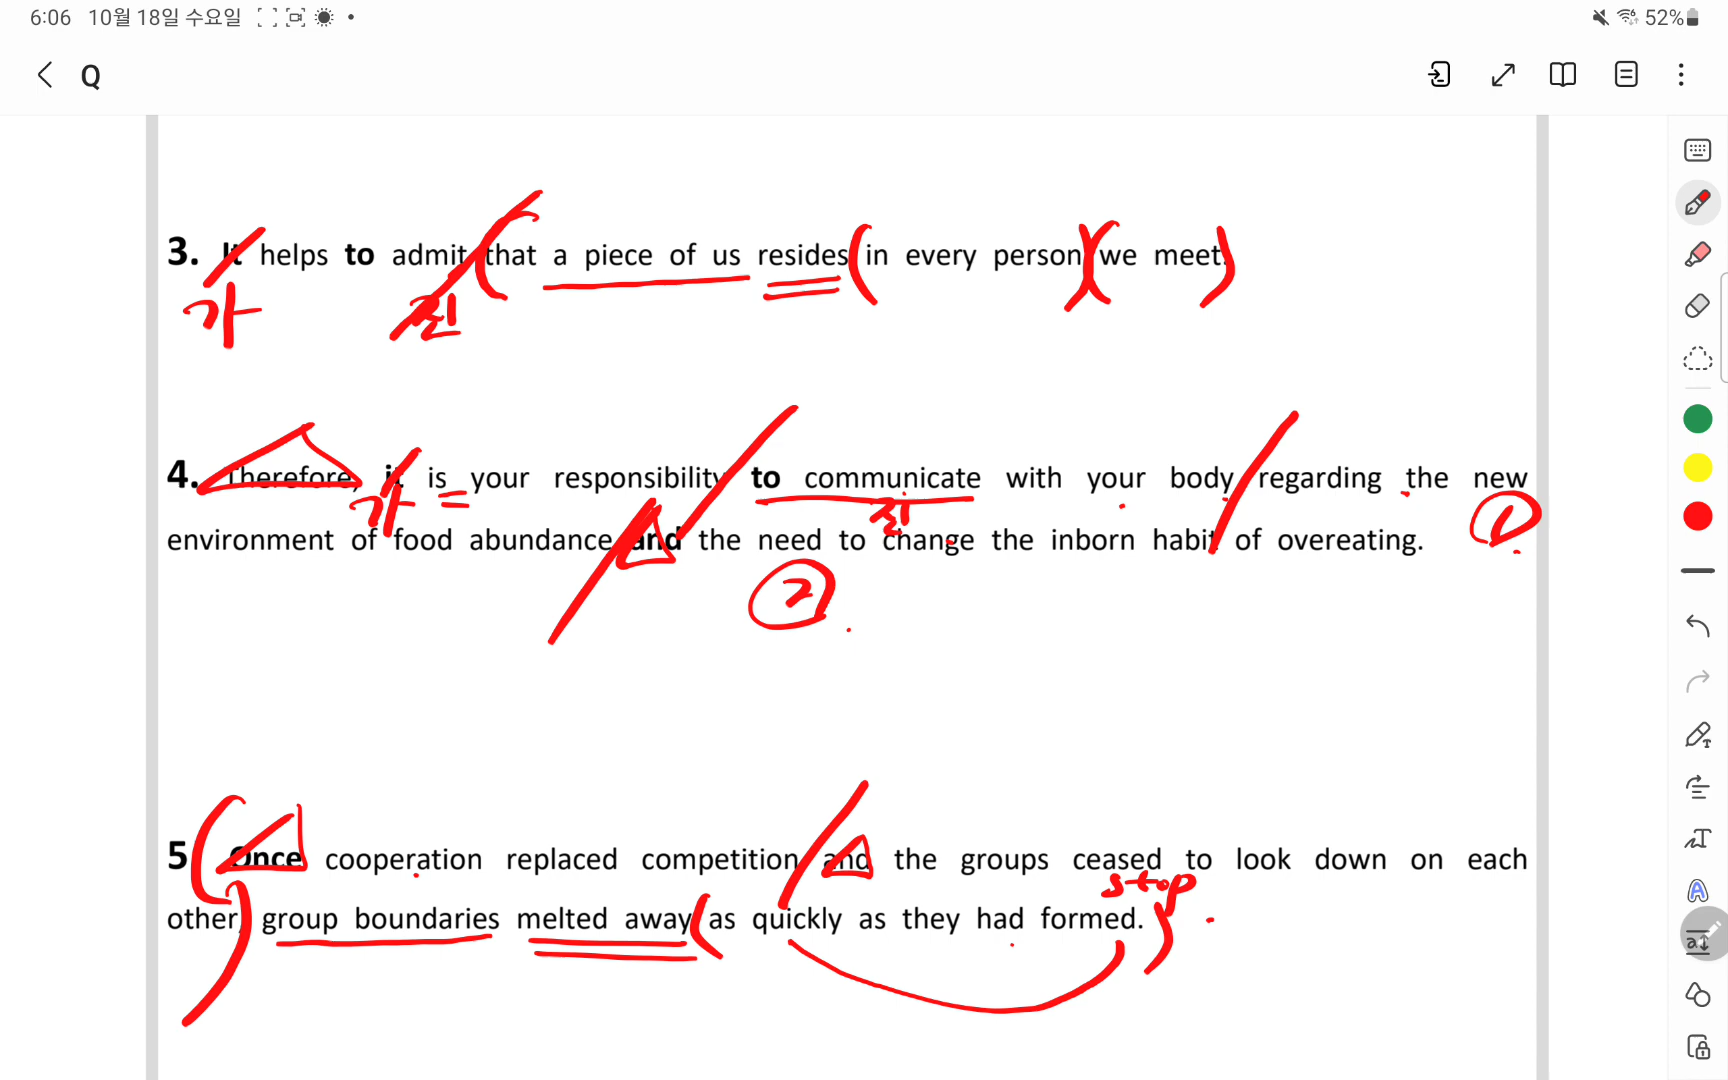 6:06 10월 18일 수요일
52%
Q
3. It helps to admit that a piece of us resides in every person we meet.
가
진
4. Therefore, it is your responsibility to communicate with your body regarding the new
가
진
1
environment of food abundance and the need to change the inborn habit of overeating.
2
5 Once cooperation replaced competition and the groups ceased to look down on each
stop
other, group boundaries melted away as quickly as they had formed.